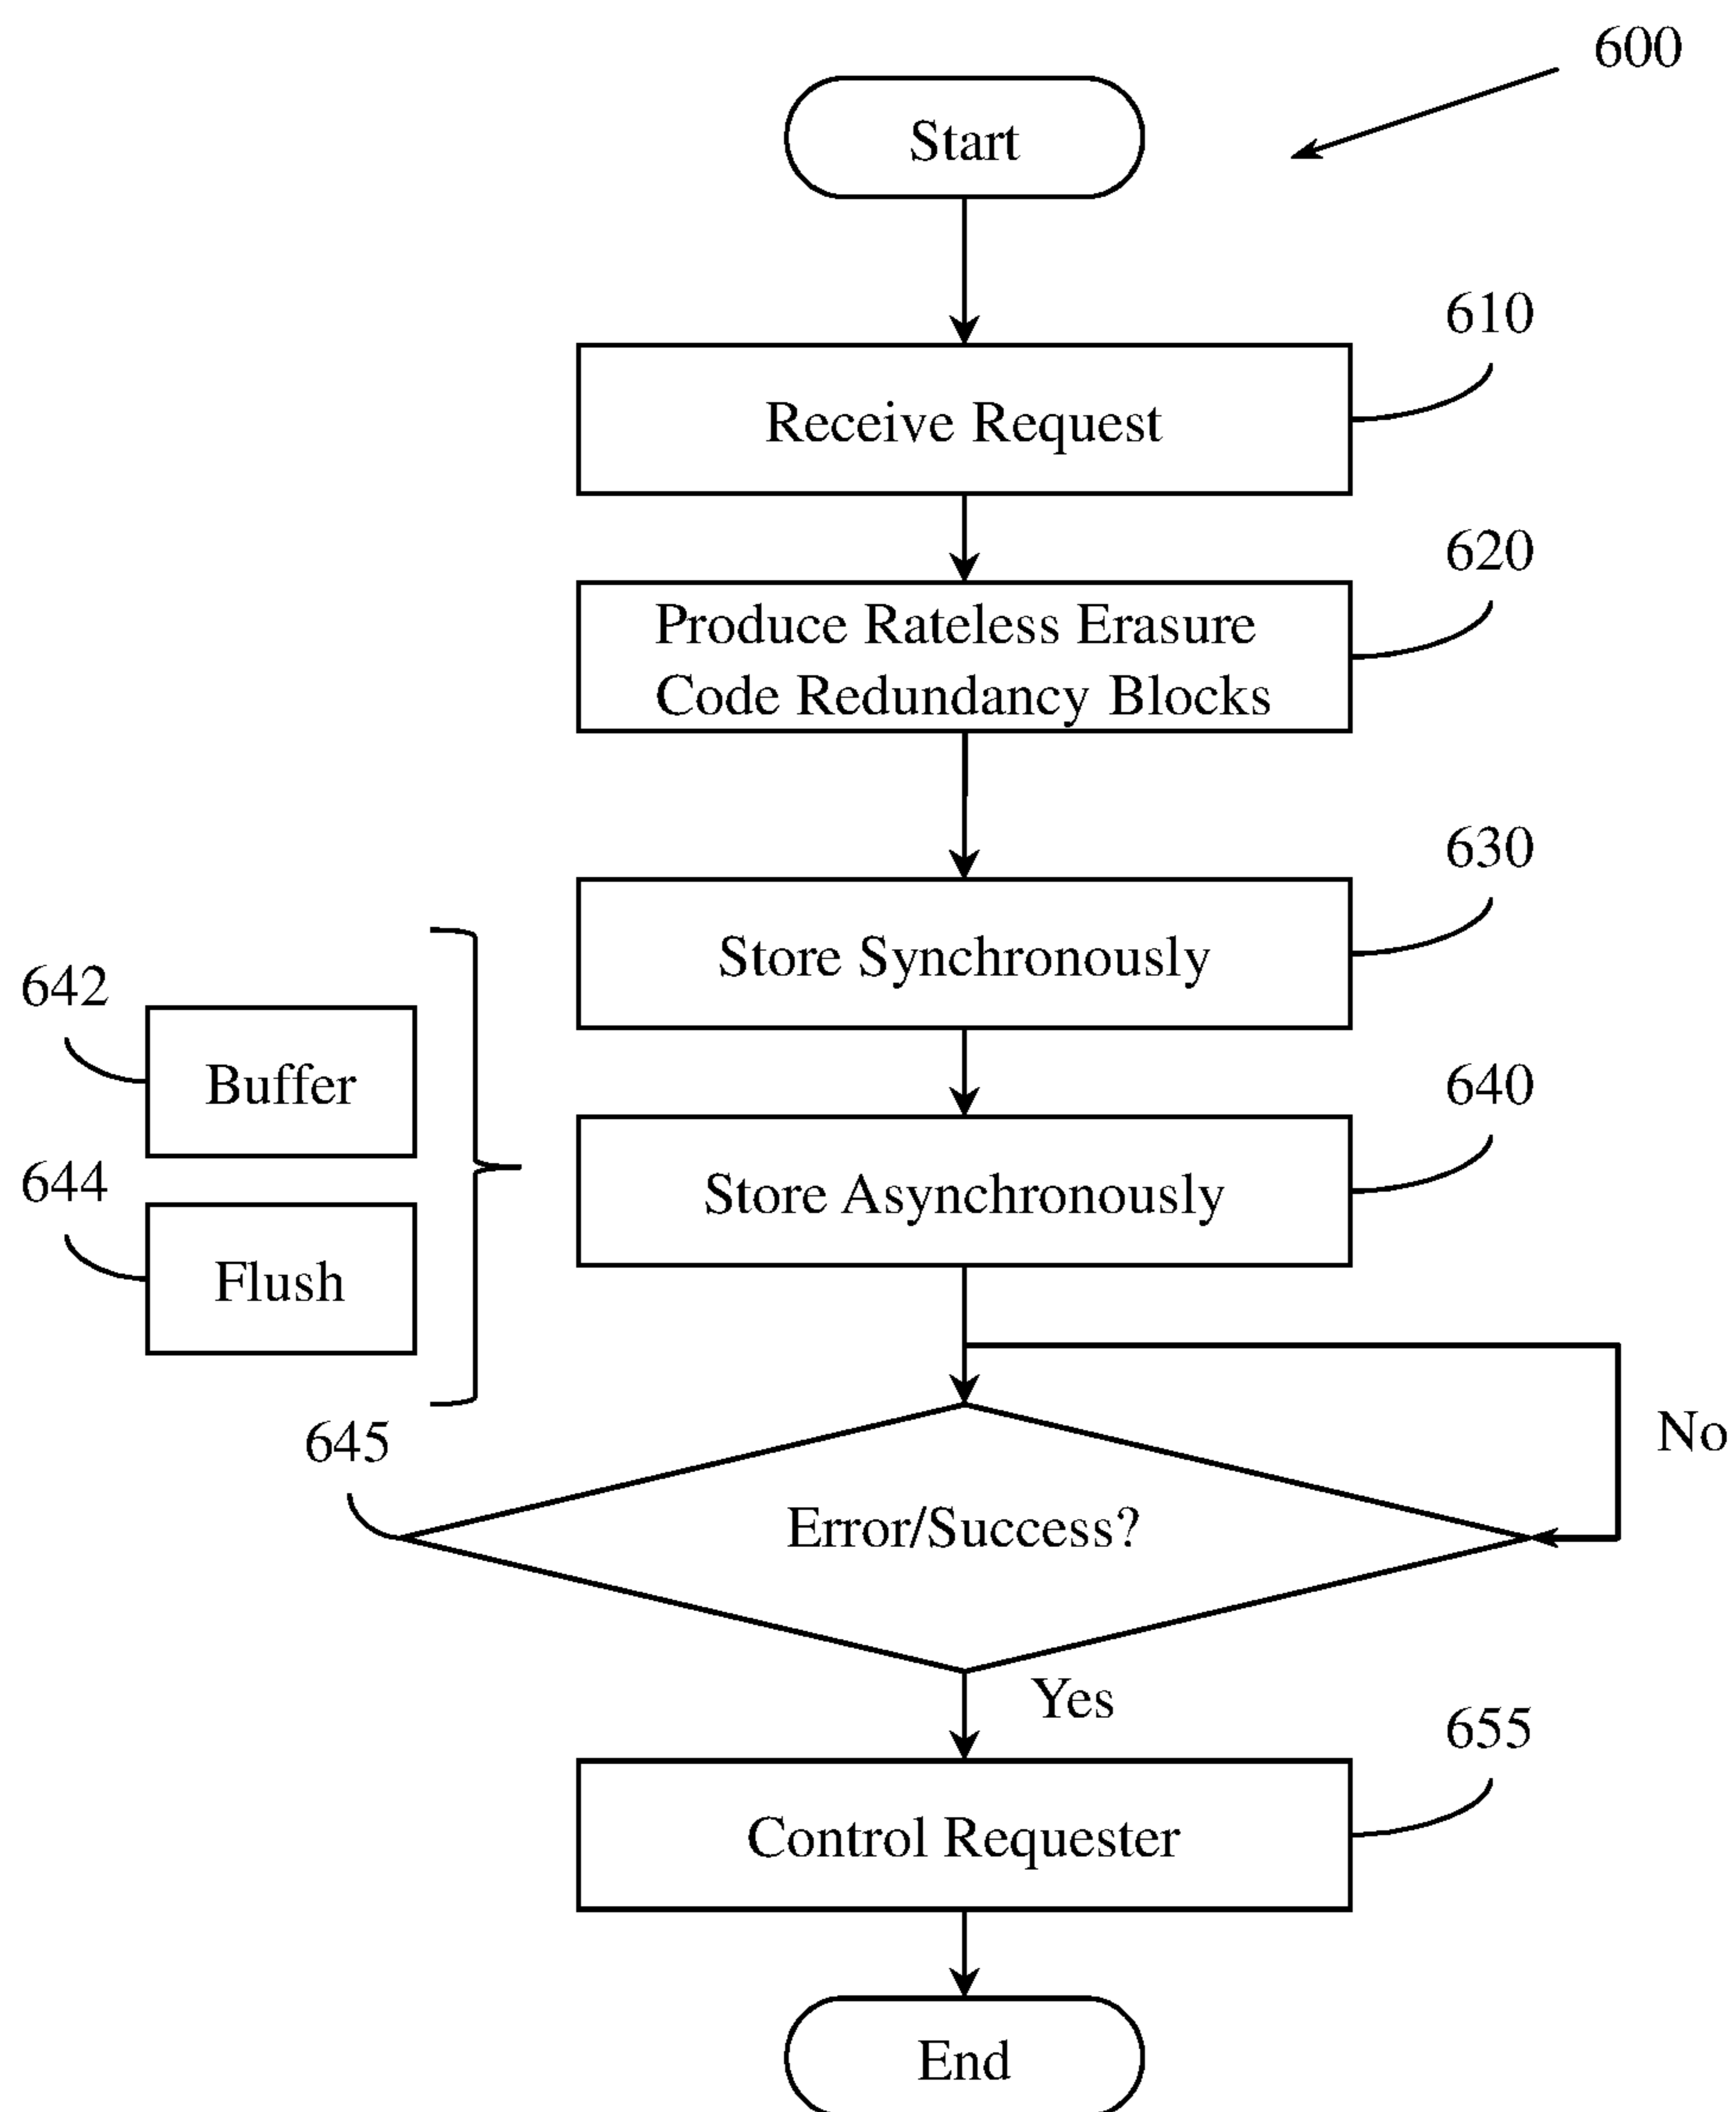 600
Start
610
Receive Request
620
Produce Rateless Erasure
Code Redundancy Blocks
630
Store Synchronously
642
Buffer
640
Store Asynchronously
644
Flush
645
No
Error/Success?
Yes
655
Control Requester
End